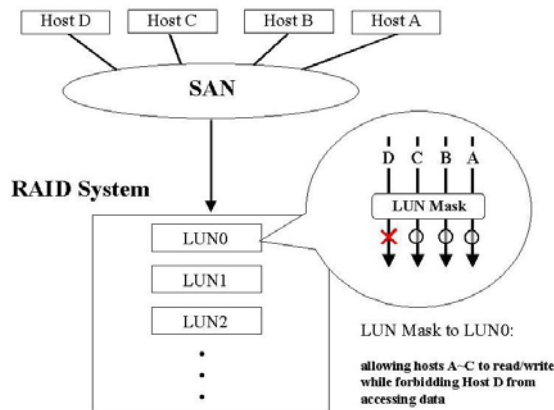 Host D
Host C
Host B
Host A
SAN
D C B A
LUN Mask
RAID System
LUN0
LUN1
LUN2
LUN Mask to LUN0:
allowing hosts A~C to read/write
while forbidding Host D from
accessing data